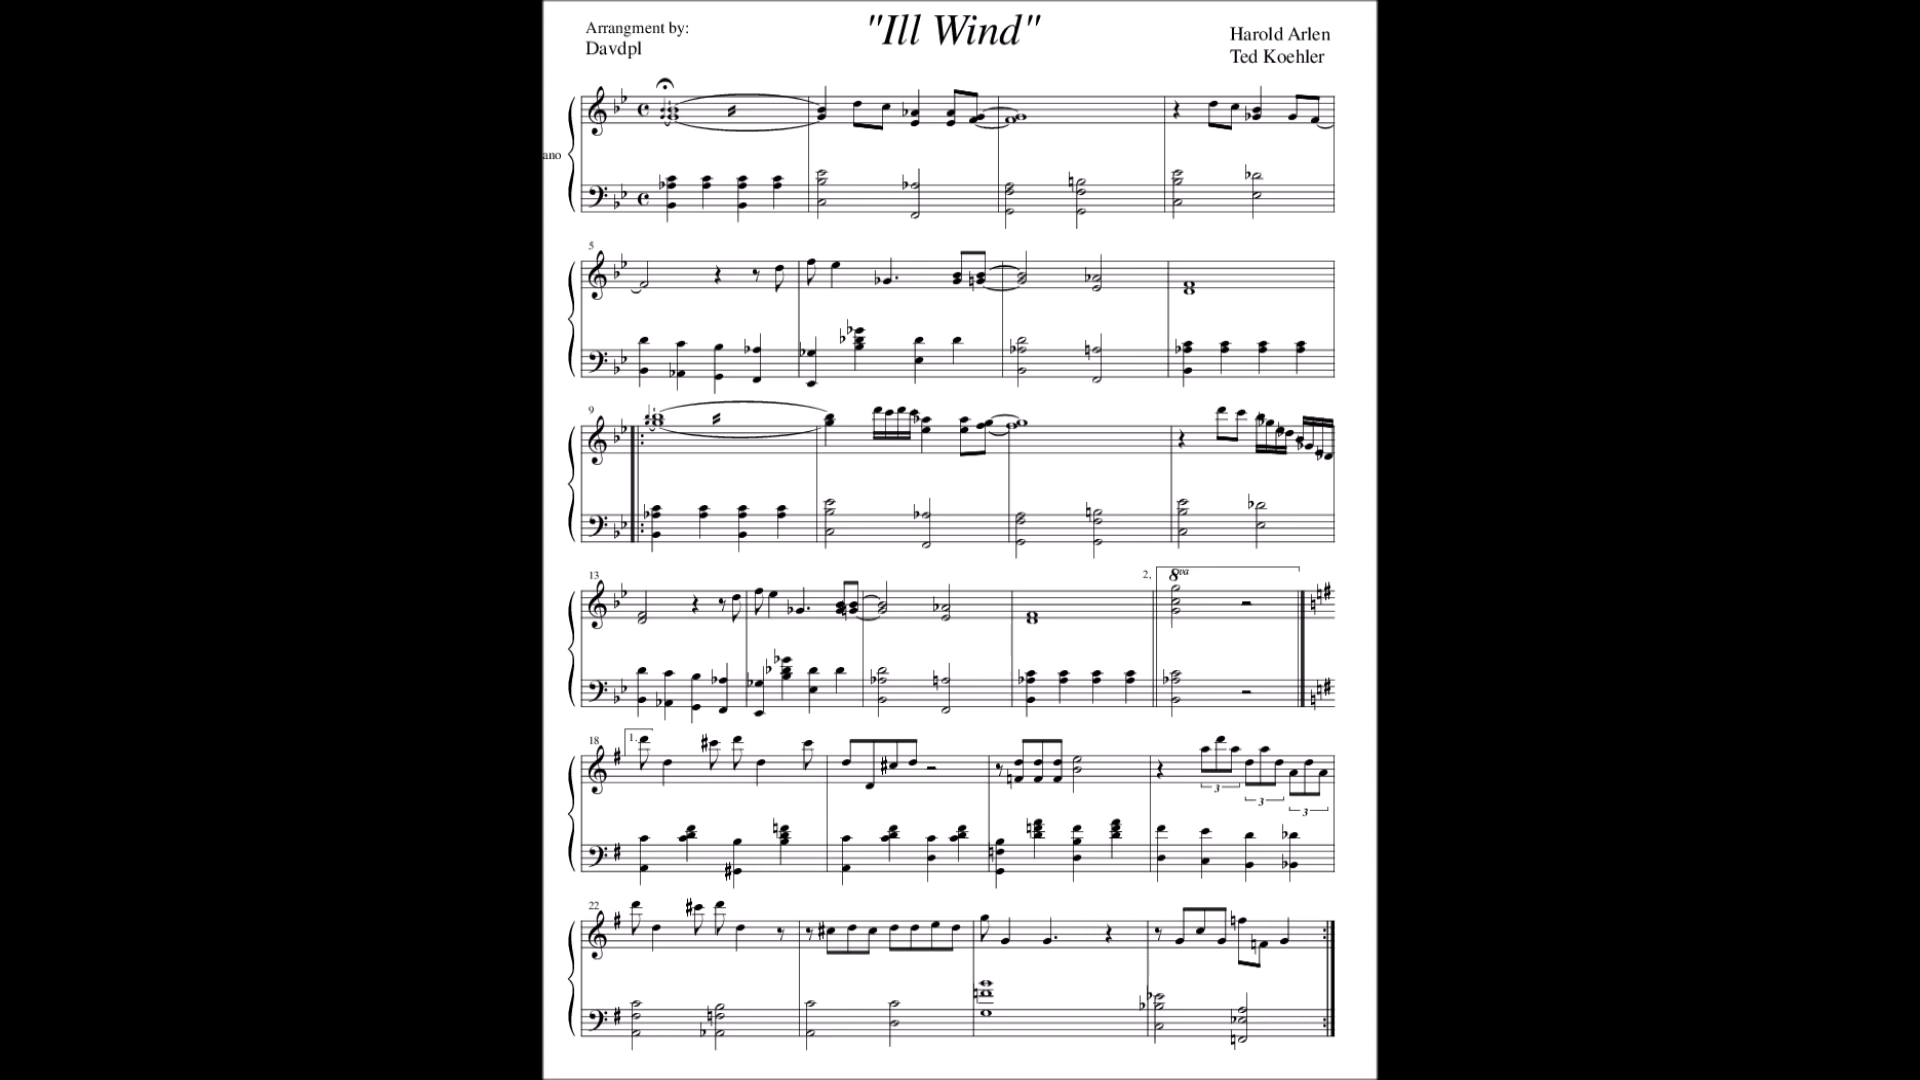 Arrangment by:
Davdpl
"Ill Wind"
Harold Arlen
Ted Koehler
ano
5
9
13
2,
8va
18
1.
3
3
3
22